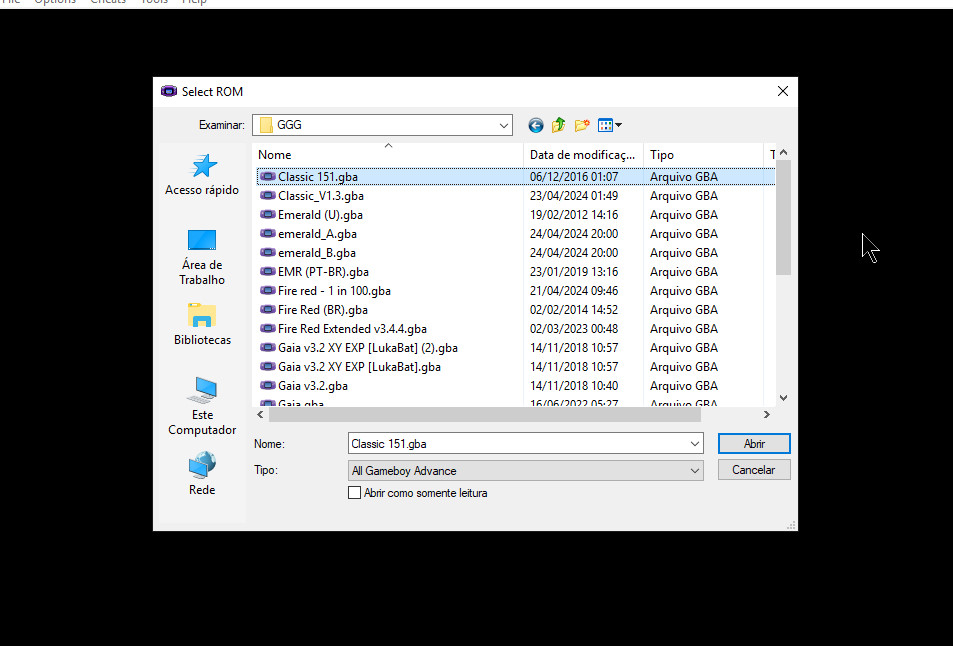 File Options Cheats Tools Help
Select ROM
Examinar: GGG
Nome Data de modificaç... Tipo T
Classic 151.gba 06/12/2016 01:07 Arquivo GBA
Classic_V1.3.gba 23/04/2024 01:49 Arquivo GBA
Emerald (U).gba 19/02/2012 14:16 Arquivo GBA
emerald_A.gba 24/04/2024 20:00 Arquivo GBA
emerald_B.gba 24/04/2024 20:00 Arquivo GBA
EMR (PT-BR).gba 23/01/2019 13:16 Arquivo GBA
Fire red - 1 in 100.gba 21/04/2024 09:46 Arquivo GBA
Fire Red (BR).gba 02/02/2014 14:52 Arquivo GBA
Fire Red Extended v3.4.4.gba 02/03/2023 00:48 Arquivo GBA
Gaia v3.2 XY EXP [LukaBat] (2).gba 14/11/2018 10:57 Arquivo GBA
Gaia v3.2 XY EXP [LukaBat].gba 14/11/2018 10:57 Arquivo GBA
Gaia v3.2.gba 14/11/2018 10:40 Arquivo GBA
Gaia.gba 16/06/2022 05:27 Arquivo GBA
Acesso rápido
Área de
Trabalho
Bibliotecas
Este
Computador
Rede
Nome: Classic 151.gba Abrir
Tipo: All Gameboy Advance Cancelar
Abrir como somente leitura